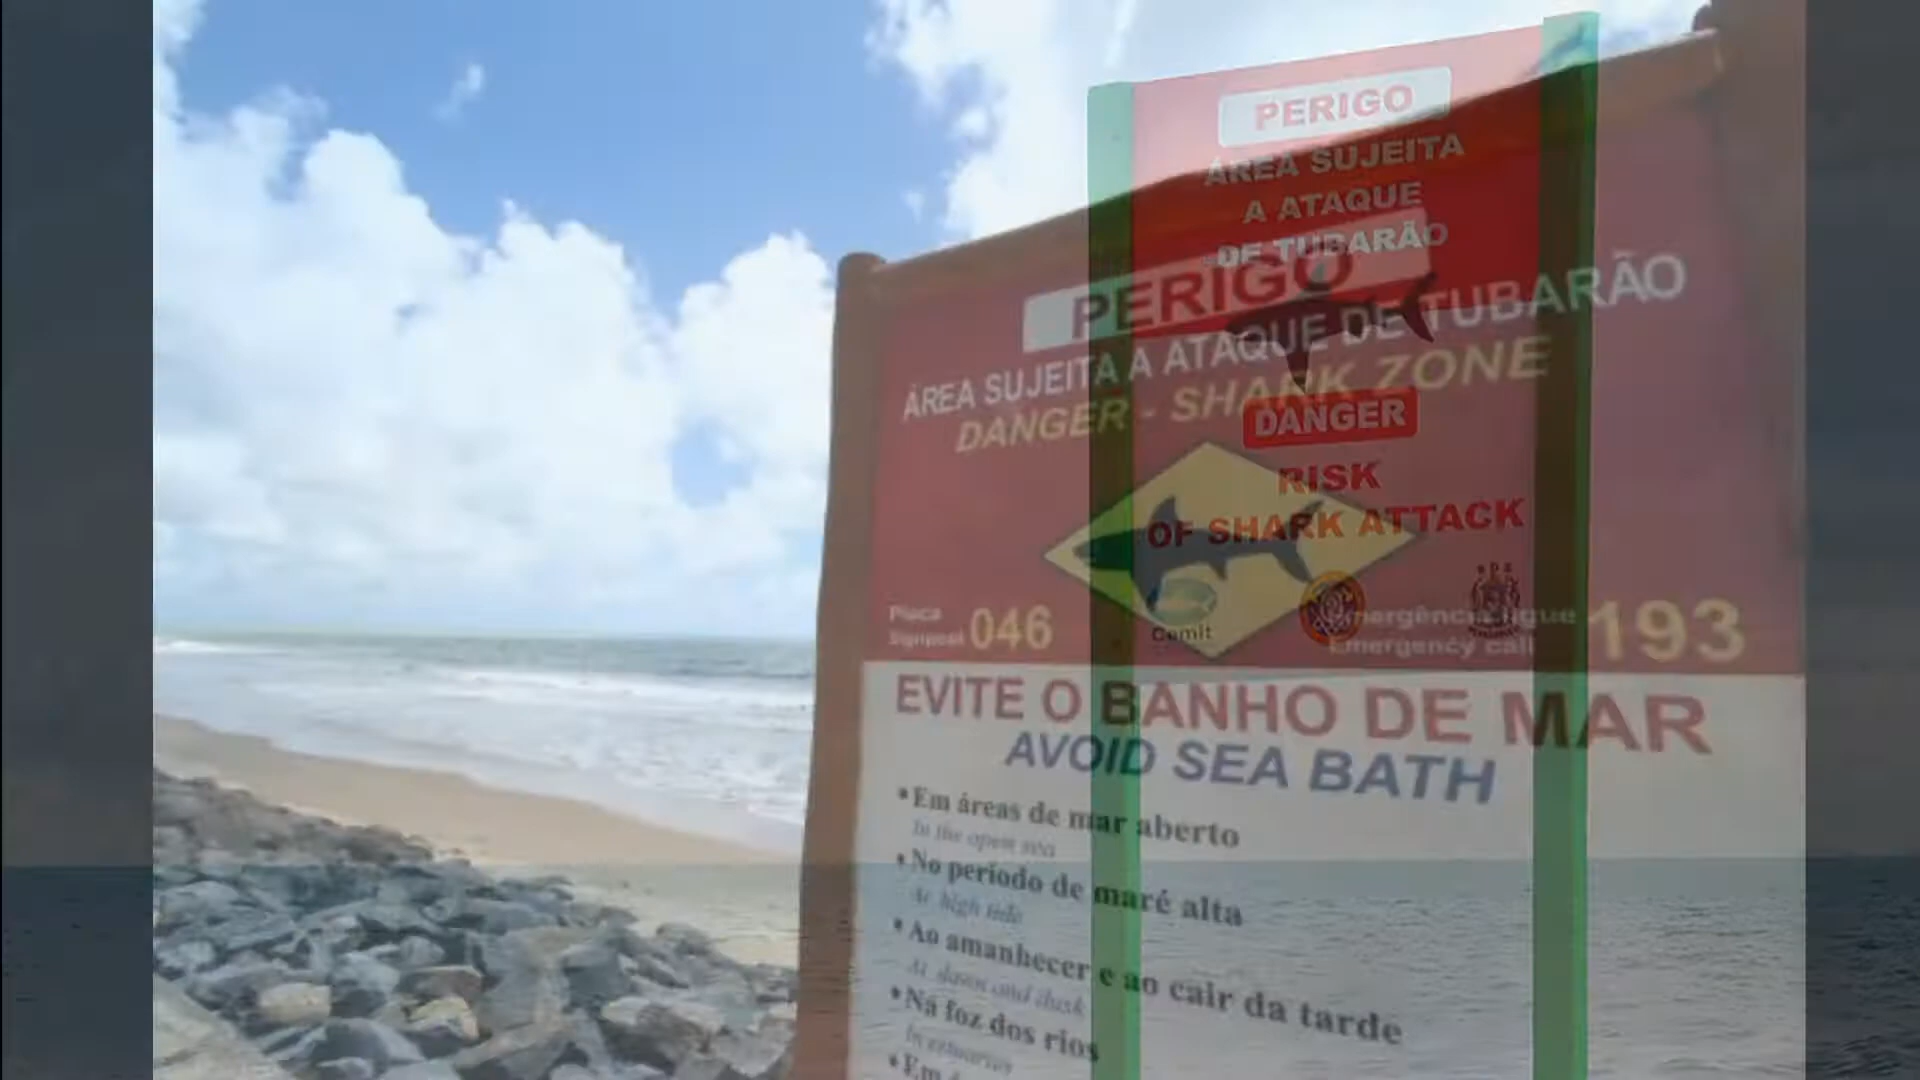 PERIGO
ÁREA SUJEITA
A ATAQUE
DE TUBARÃO
DANGER
RISK
OF SHARK ATTACK
Cemit
PERIGO
ÁREA SUJEITA A ATAQUE DE TUBARÃO
DANGER - SHARK ZONE
Placa
Signpost 046
Emergência ligue
Emergency call 193
EVITE O BANHO DE MAR
AVOID SEA BATH
• Em áreas de mar aberto
In the open sea
• No período de maré alta
At high tide
• Ao amanhecer e ao cair da tarde
At dawn and dusk
• Na foz dos rios
In estuaries
• Em